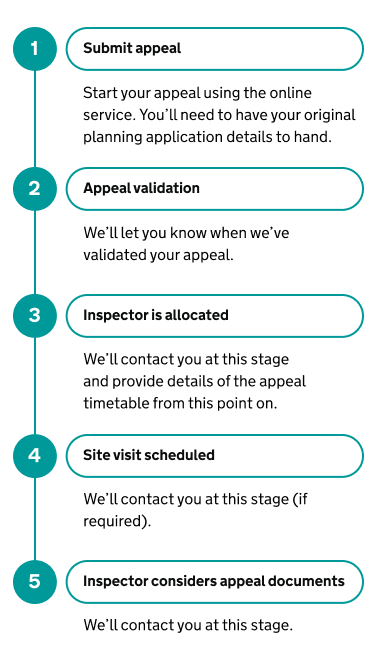 1 Submit appeal
Start your appeal using the online
service. You’ll need to have your original
planning application details to hand.
2 Appeal validation
We’ll let you know when we’ve
validated your appeal.
3 Inspector is allocated
We’ll contact you at this stage
and provide details of the appeal
timetable from this point on.
4 Site visit scheduled
We’ll contact you at this stage (if
required).
5 Inspector considers appeal documents
We’ll contact you at this stage.